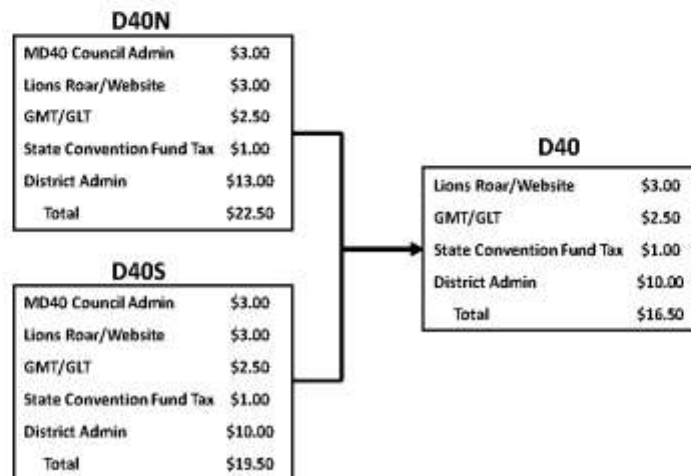 D40N
MD40 Council Admin $3.00
Lions Roar/Website $3.00
GMT/GLT $2.50
State Convention Fund Tax $1.00
District Admin $13.00
Total $22.50
D40S
MD40 Council Admin $3.00
Lions Roar/Website $3.00
GMT/GLT $2.50
State Convention Fund Tax $1.00
District Admin $10.00
Total $19.50
D40
Lions Roar/Website $3.00
GMT/GLT $2.50
State Convention Fund Tax $1.00
District Admin $10.00
Total $16.50